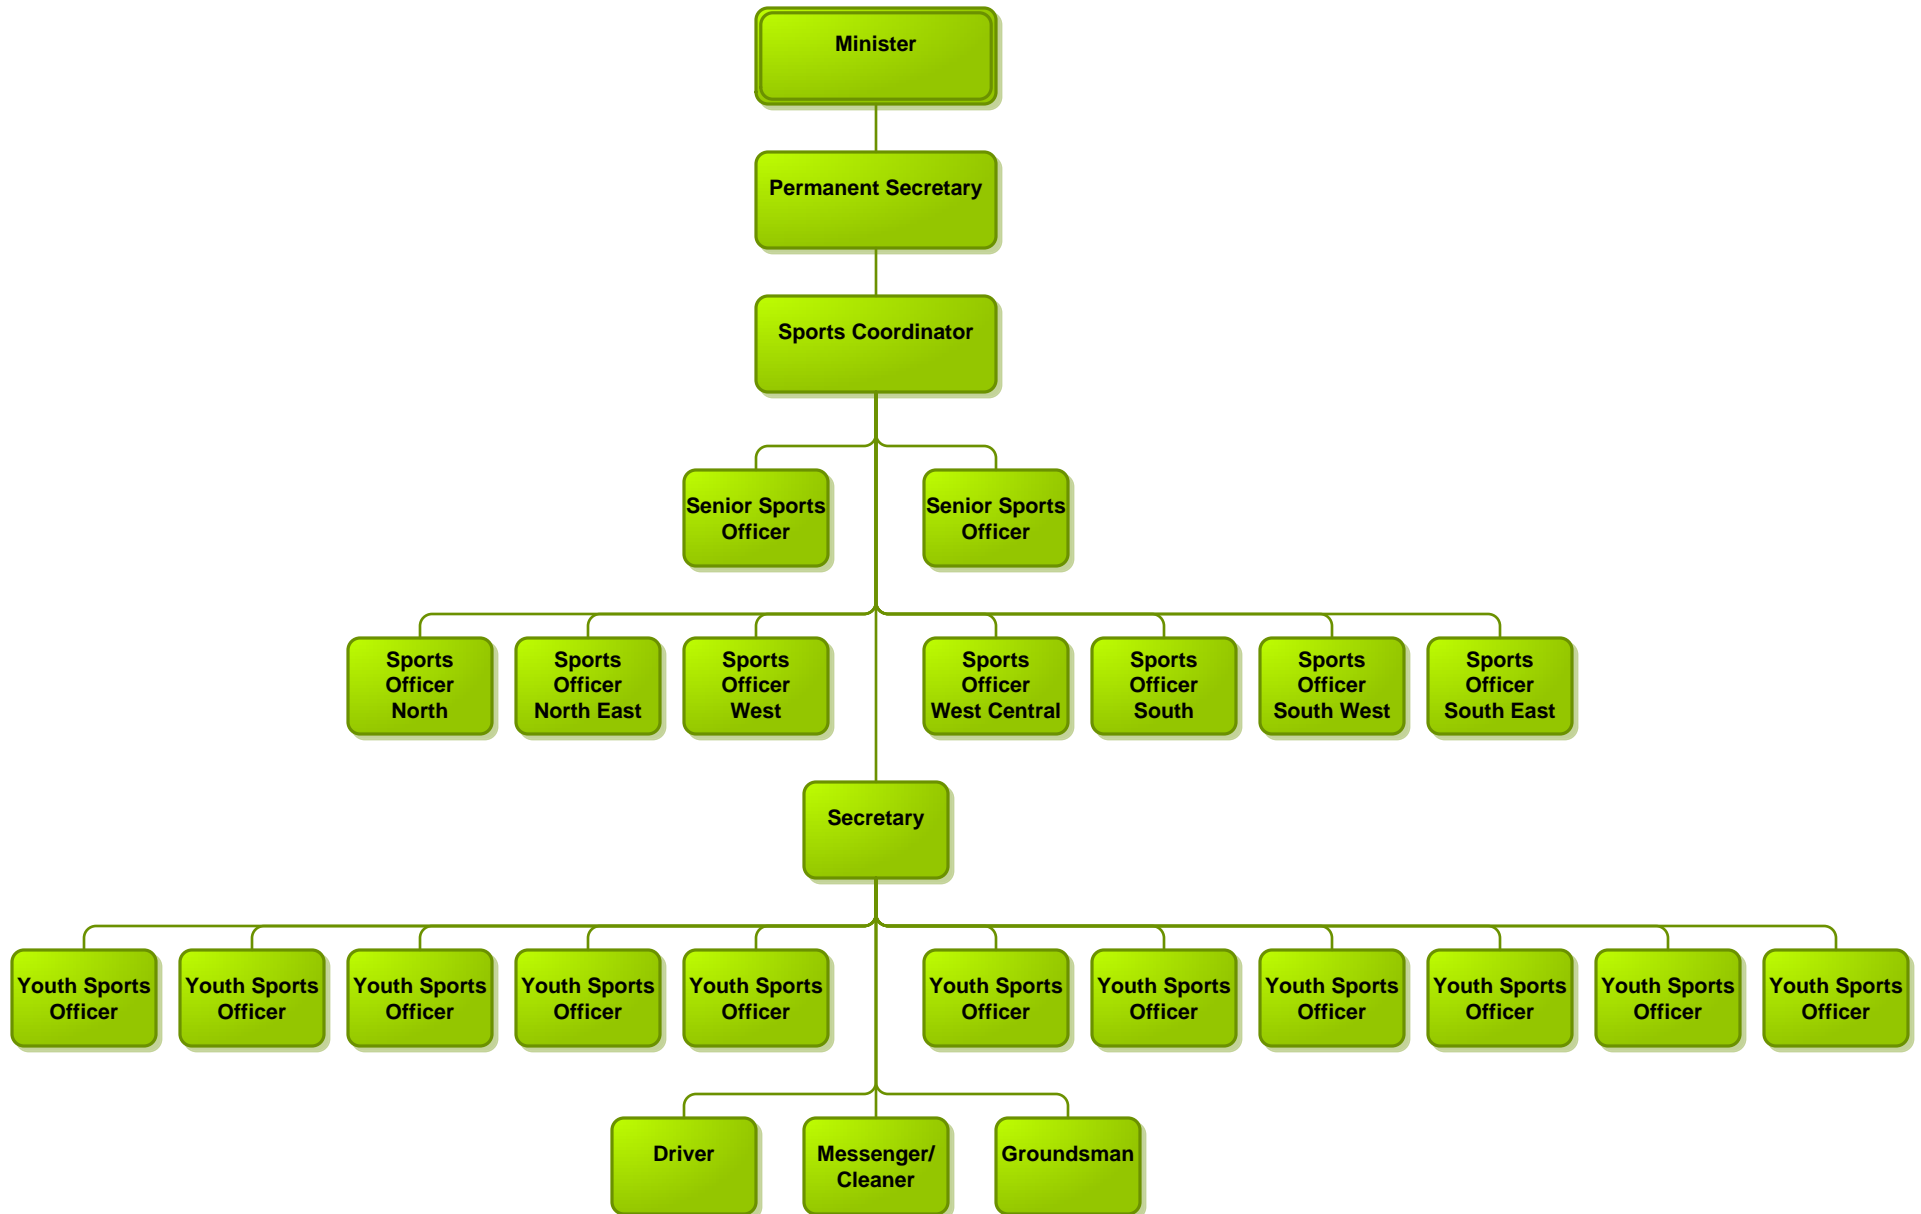 Minister
Permanent Secretary
Sports Coordinator
Senior Sports
Officer
Senior Sports
Officer
Sports
Officer
North
Sports
Officer
North East
Sports
Officer
West
Sports
Officer
West Central
Sports
Officer
South
Sports
Officer
South West
Sports
Officer
South East
Secretary
Youth Sports
Officer
Youth Sports
Officer
Youth Sports
Officer
Youth Sports
Officer
Youth Sports
Officer
Youth Sports
Officer
Youth Sports
Officer
Youth Sports
Officer
Youth Sports
Officer
Youth Sports
Officer
Youth Sports
Officer
Driver
Messenger/
Cleaner
Groundsman